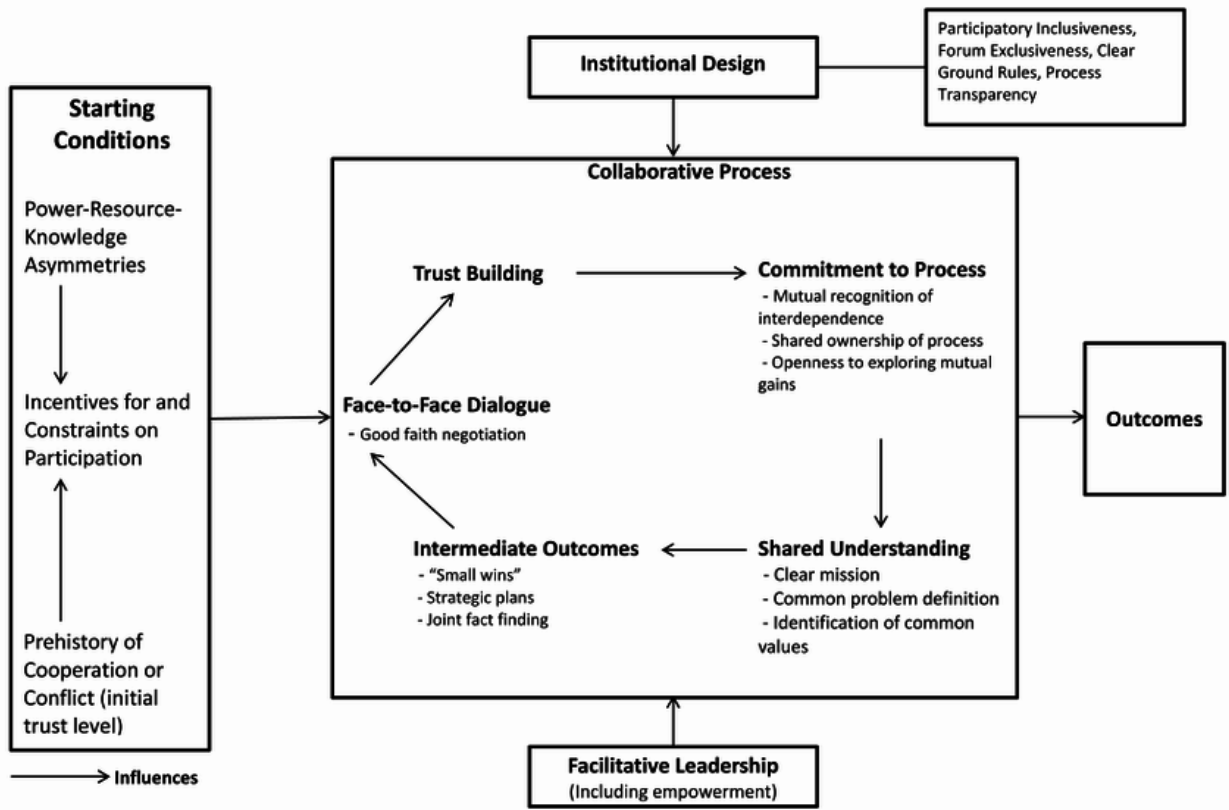 Starting
Conditions
Power-Resource-
Knowledge
Asymmetries
Incentives for and
Constraints on
Participation
Prehistory of
Cooperation or
Conflict (initial
trust level)
Influences
Institutional Design
Participatory Inclusiveness,
Forum Exclusiveness, Clear
Ground Rules, Process
Transparency
Collaborative Process
Trust Building
Commitment to Process
- Mutual recognition of
interdependence
- Shared ownership of process
- Openness to exploring mutual
gains
Face-to-Face Dialogue
- Good faith negotiation
Intermediate Outcomes
- “Small wins”
- Strategic plans
- Joint fact finding
Shared Understanding
- Clear mission
- Common problem definition
- Identification of common
values
Facilitative Leadership
(Including empowerment)
Outcomes